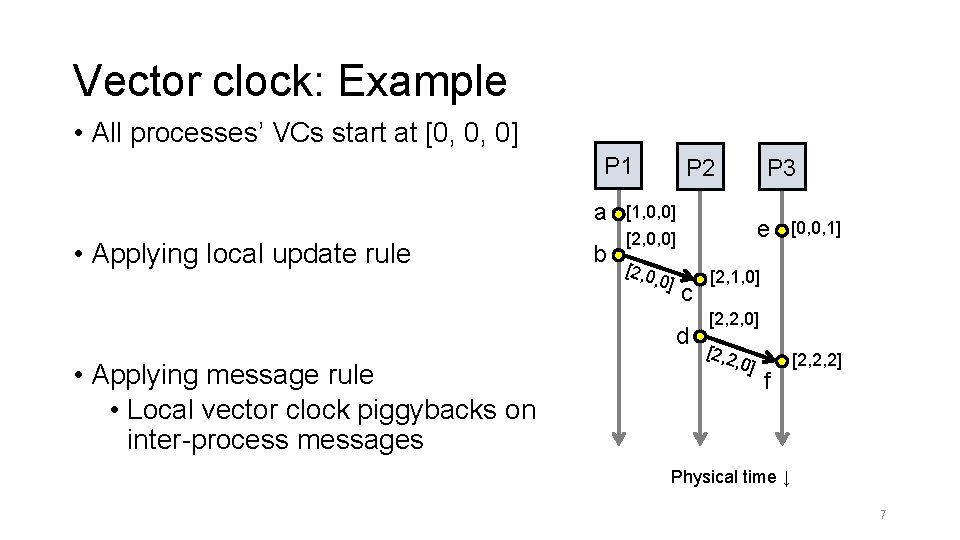 Vector clock: Example
• All processes’ VCs start at [0, 0, 0]
• Applying local update rule
• Applying message rule
• Local vector clock piggybacks on
inter-process messages
P1
P2
P3
a
[1,0,0]
e
[0,0,1]
b
[2,0,0]
[2,0,0]
c
[2,1,0]
d
[2,2,0]
[2,2,0]
f
[2,2,2]
Physical time ↓
7